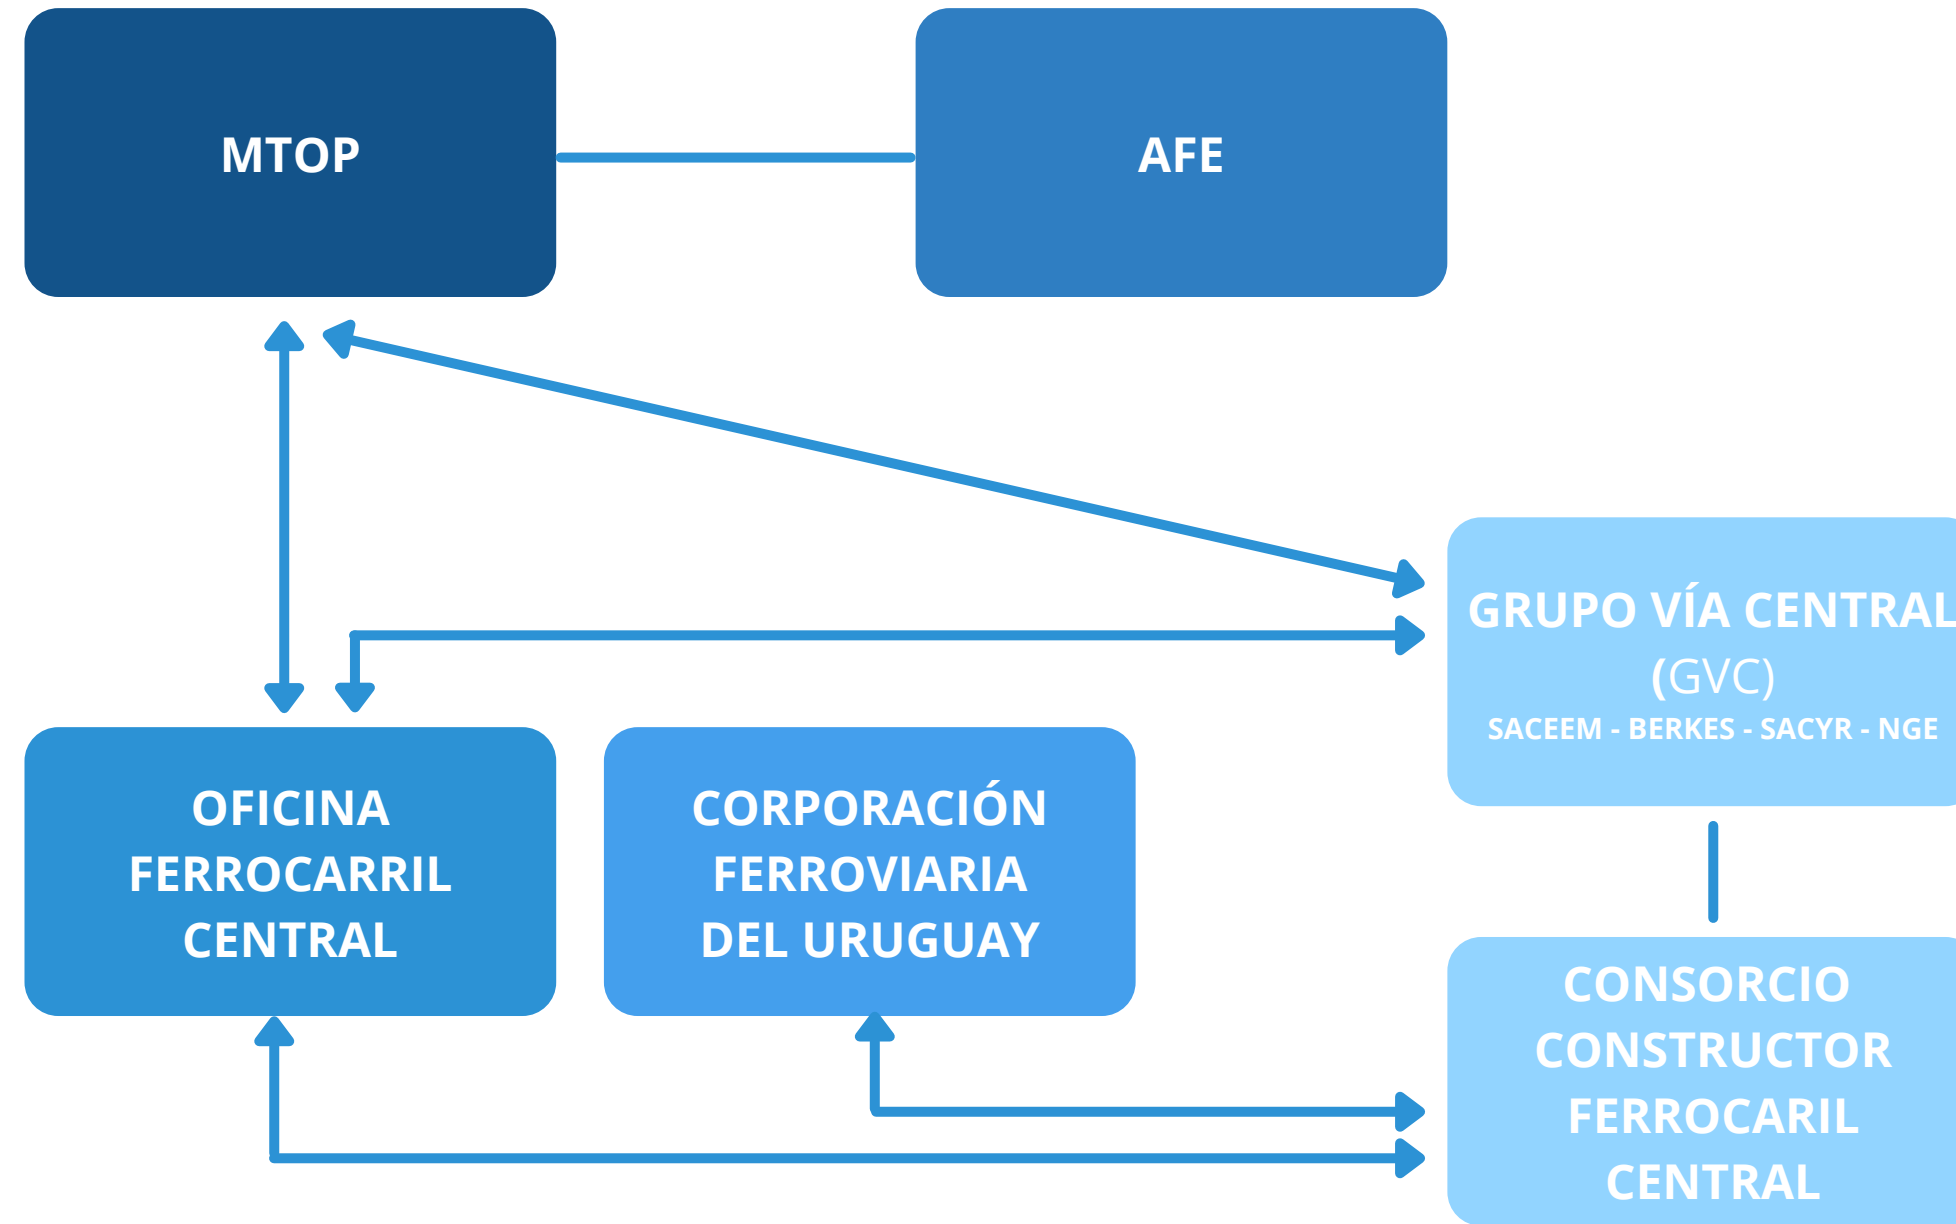 MTOP
AFE
GRUPO VÍA CENTRAL
(GVC)
SACEEM - BERKES - SACYR - NGE
OFICINA
FERROCARRIL
CENTRAL
CORPORACIÓN
FERROVIARIA
DEL URUGUAY
CONSORCIO
CONSTRUCTOR
FERROCARIL
CENTRAL